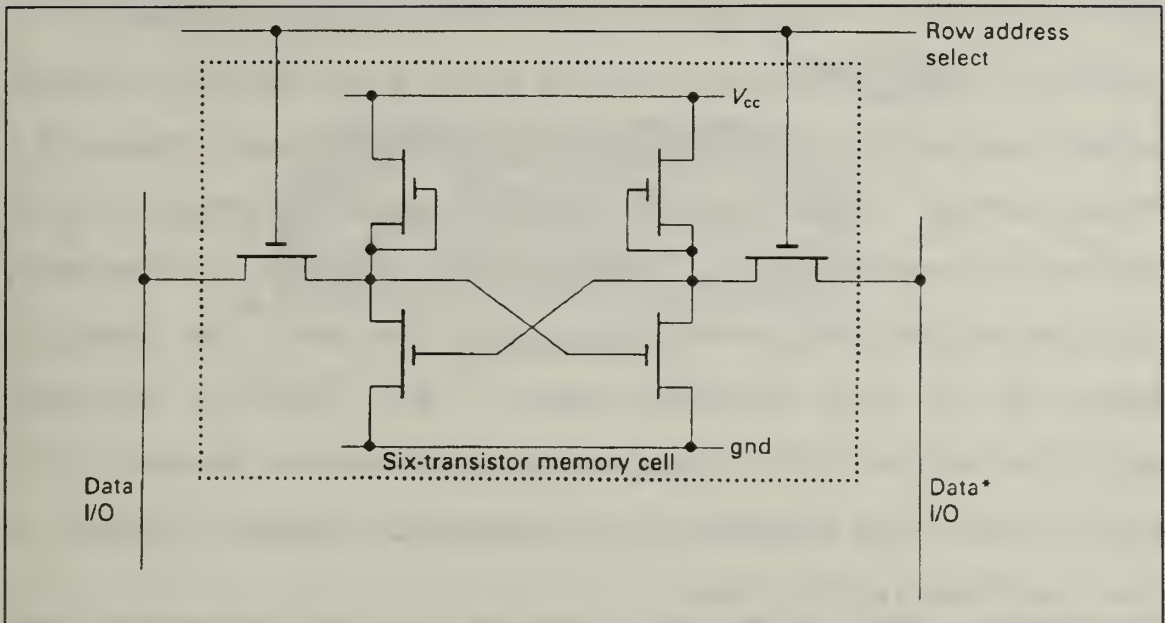 Row address
select
Vcc
gnd
Six-transistor memory cell
Data
I/O
Data*
I/O